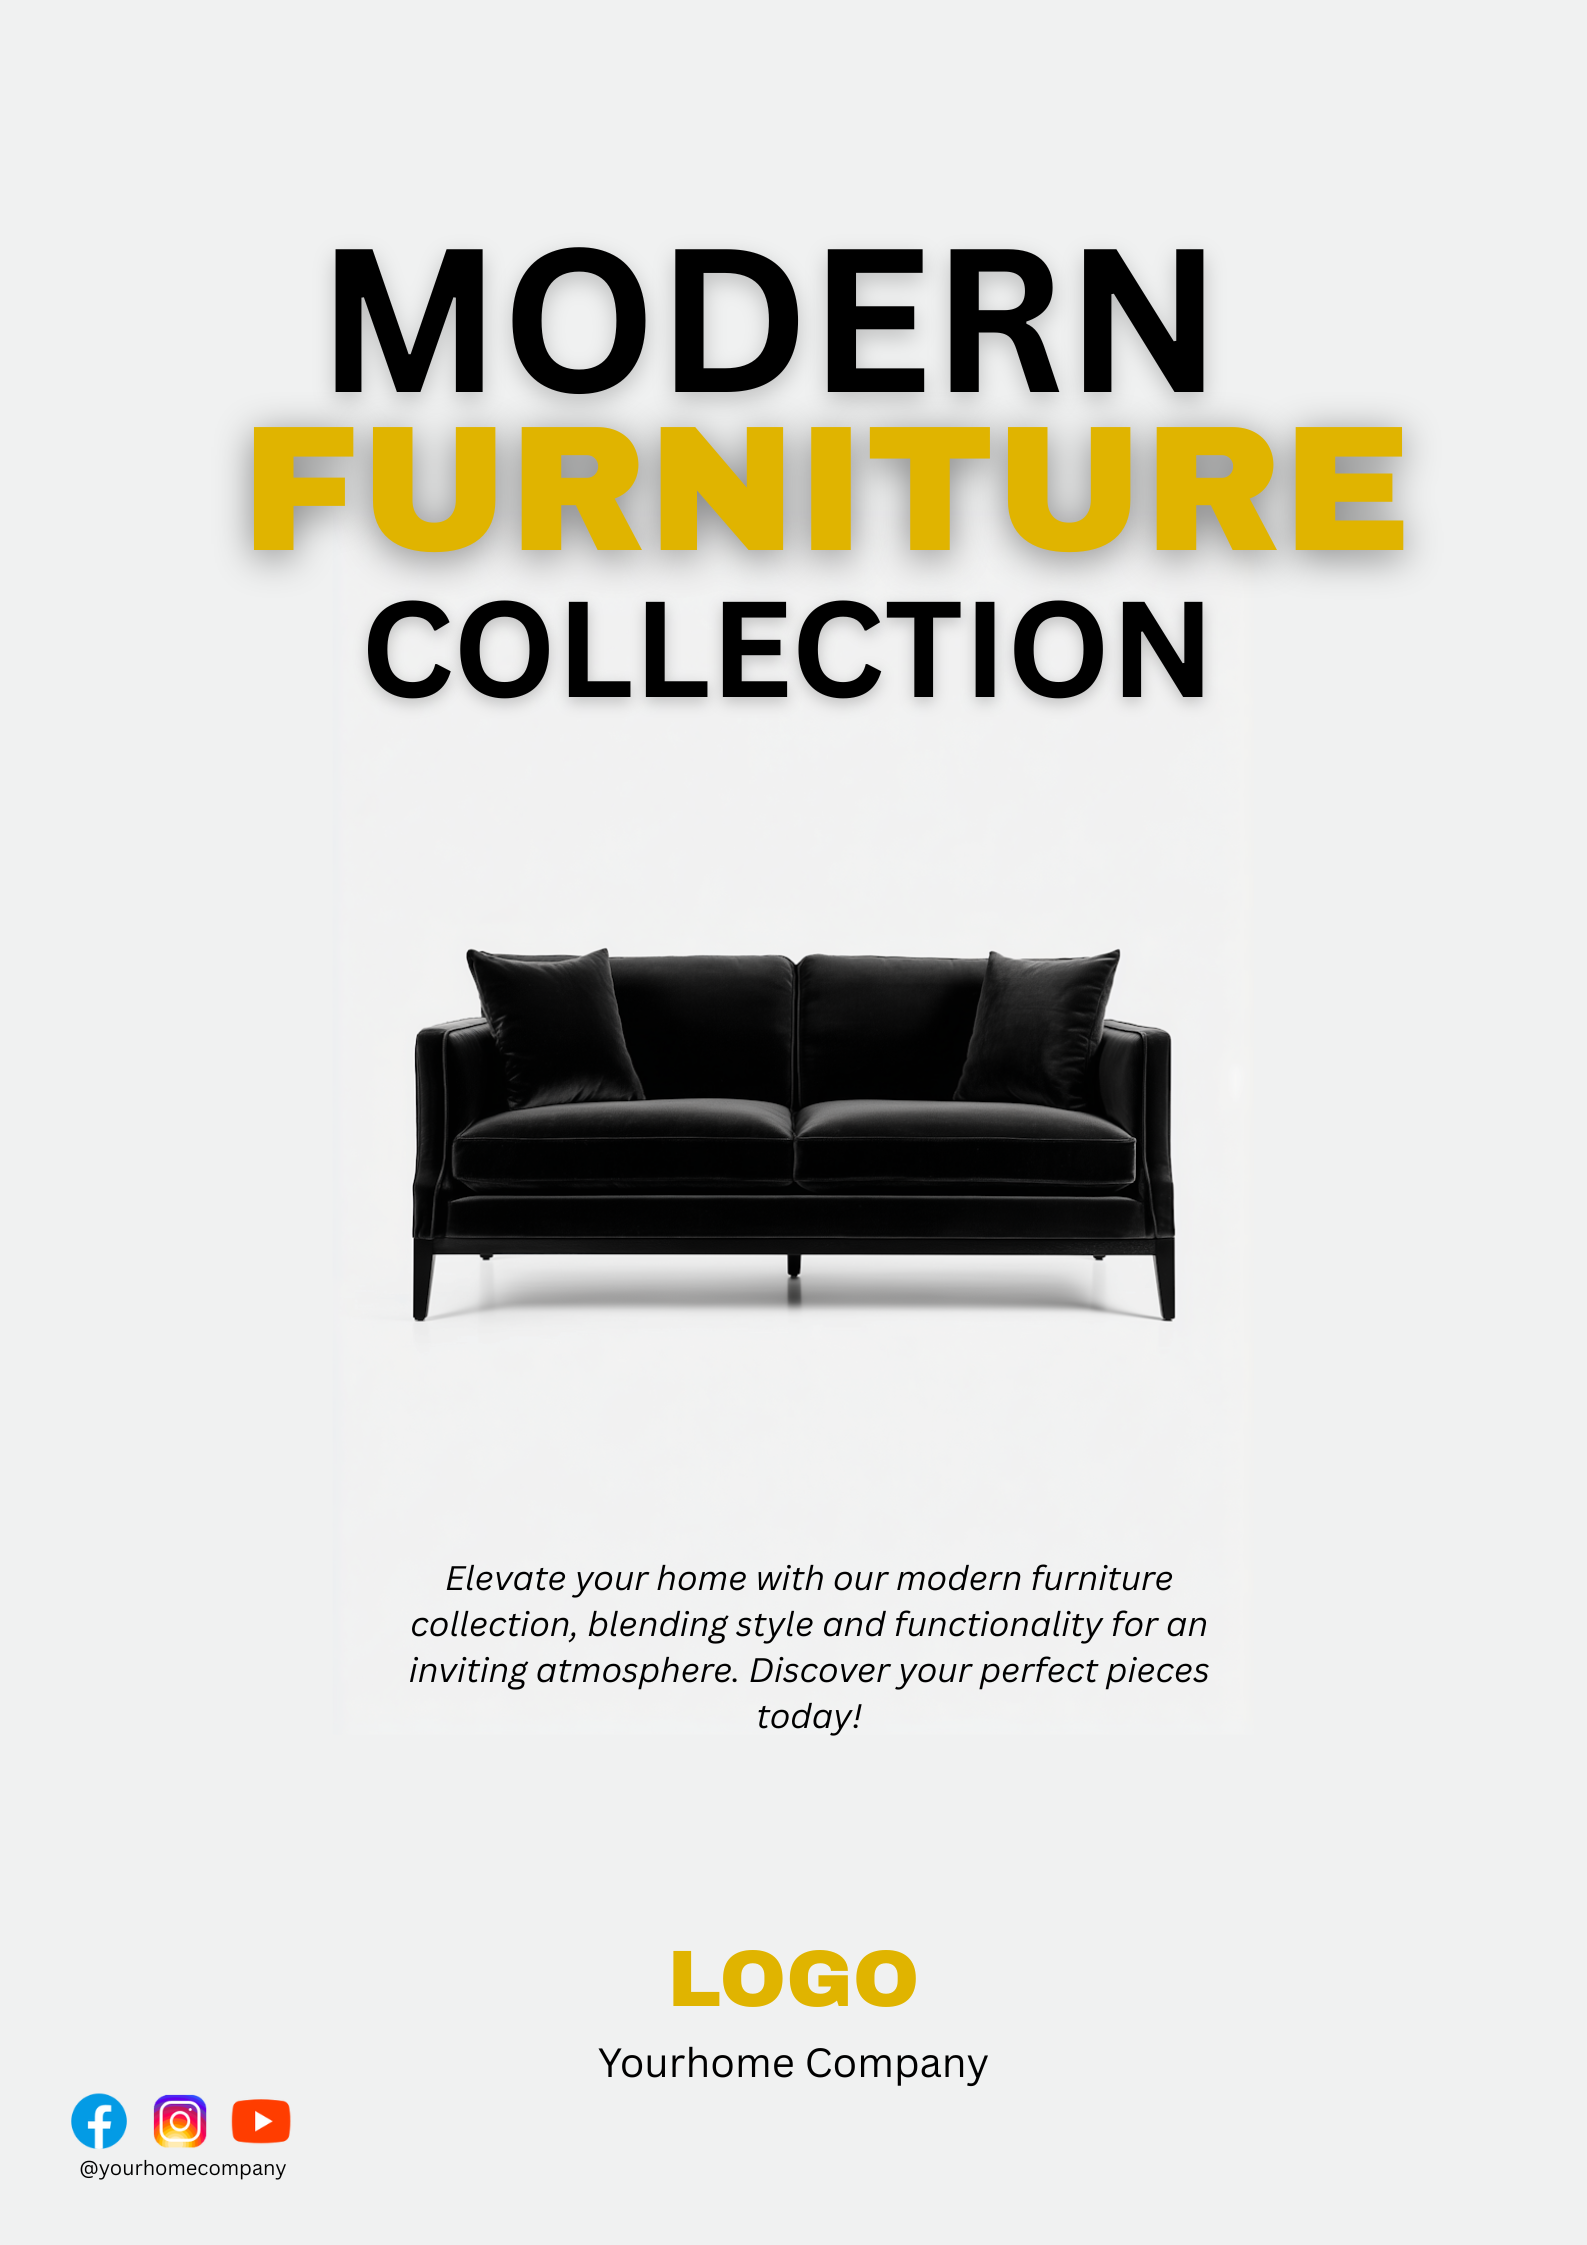 MODERN
FURNITURE
COLLECTION
Elevate your home with our modern furniture
collection, blending style and functionality for an
inviting atmosphere. Discover your perfect pieces
today!
LOGO
Yourhome Company
@yourhomecompany